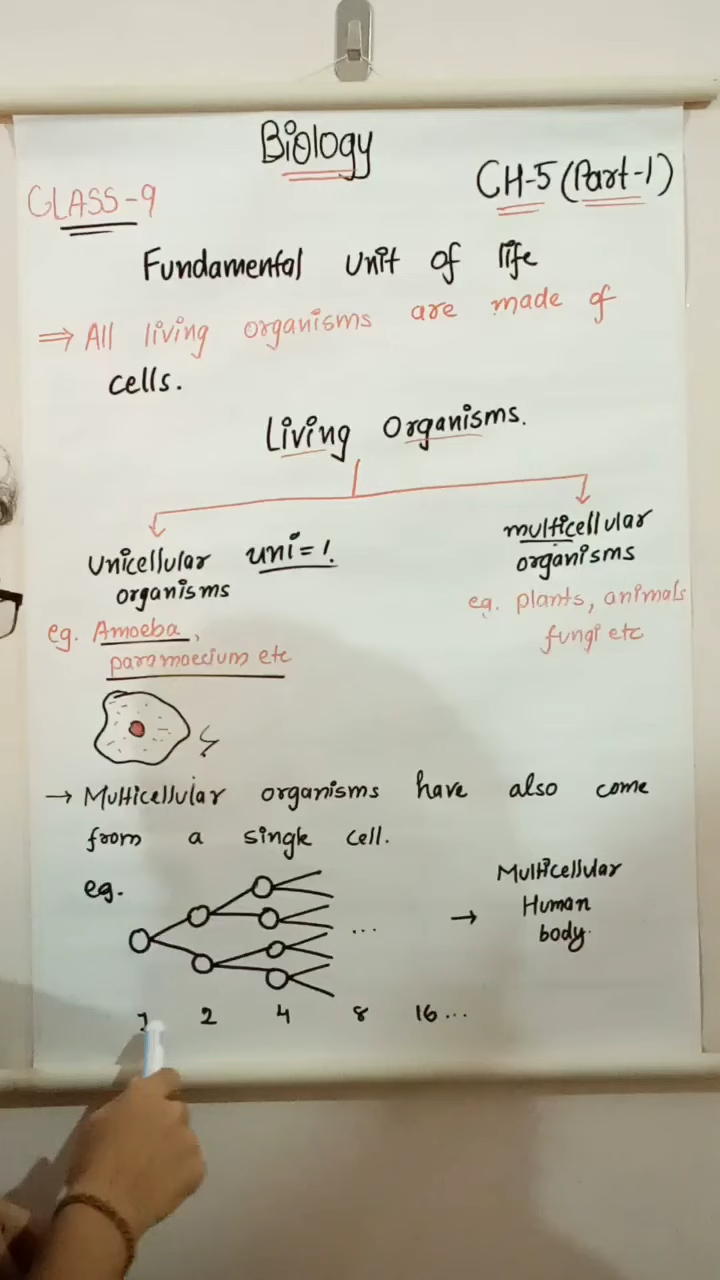 Biology
CLASS-9
CH-5 (Part-1)
Fundamental Unit of life
⇒ All living organisms are made of
cells.
Living Organisms.
Unicellular uni = 1.
organisms
multicellular
organisms
eg. Amoeba,
paramoecium etc
eg. plants, animals
fungi etc
→ Multicellular organisms have also come
from a single cell.
eg.
... → Multicellular
Human
body.
1 2 4 8 16 ...